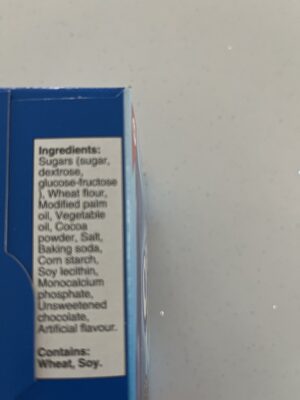 Ingredients:
Sugars (sugar,
dextrose,
glucose-fructose
), Wheat flour,
Modified palm
oil, Vegetable
oil, Cocoa
powder, Salt,
Baking soda,
Corn starch,
Soy lecithin,
Monocalcium
phosphate,
Unsweetened
chocolate,
Artificial flavour.
Contains:
Wheat, Soy.